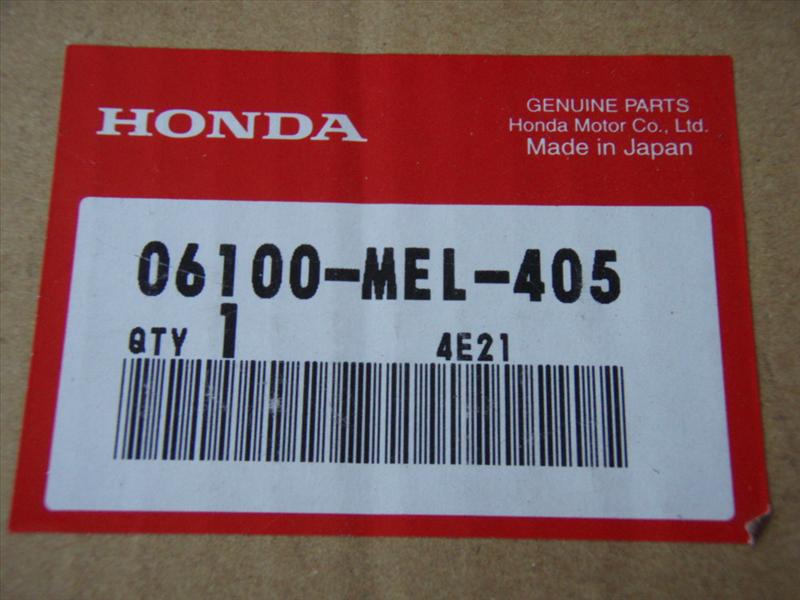 HONDA
GENUINE PARTS
Honda Motor Co., Ltd.
Made in Japan
06100-MEL-405
QTY 1 4E21